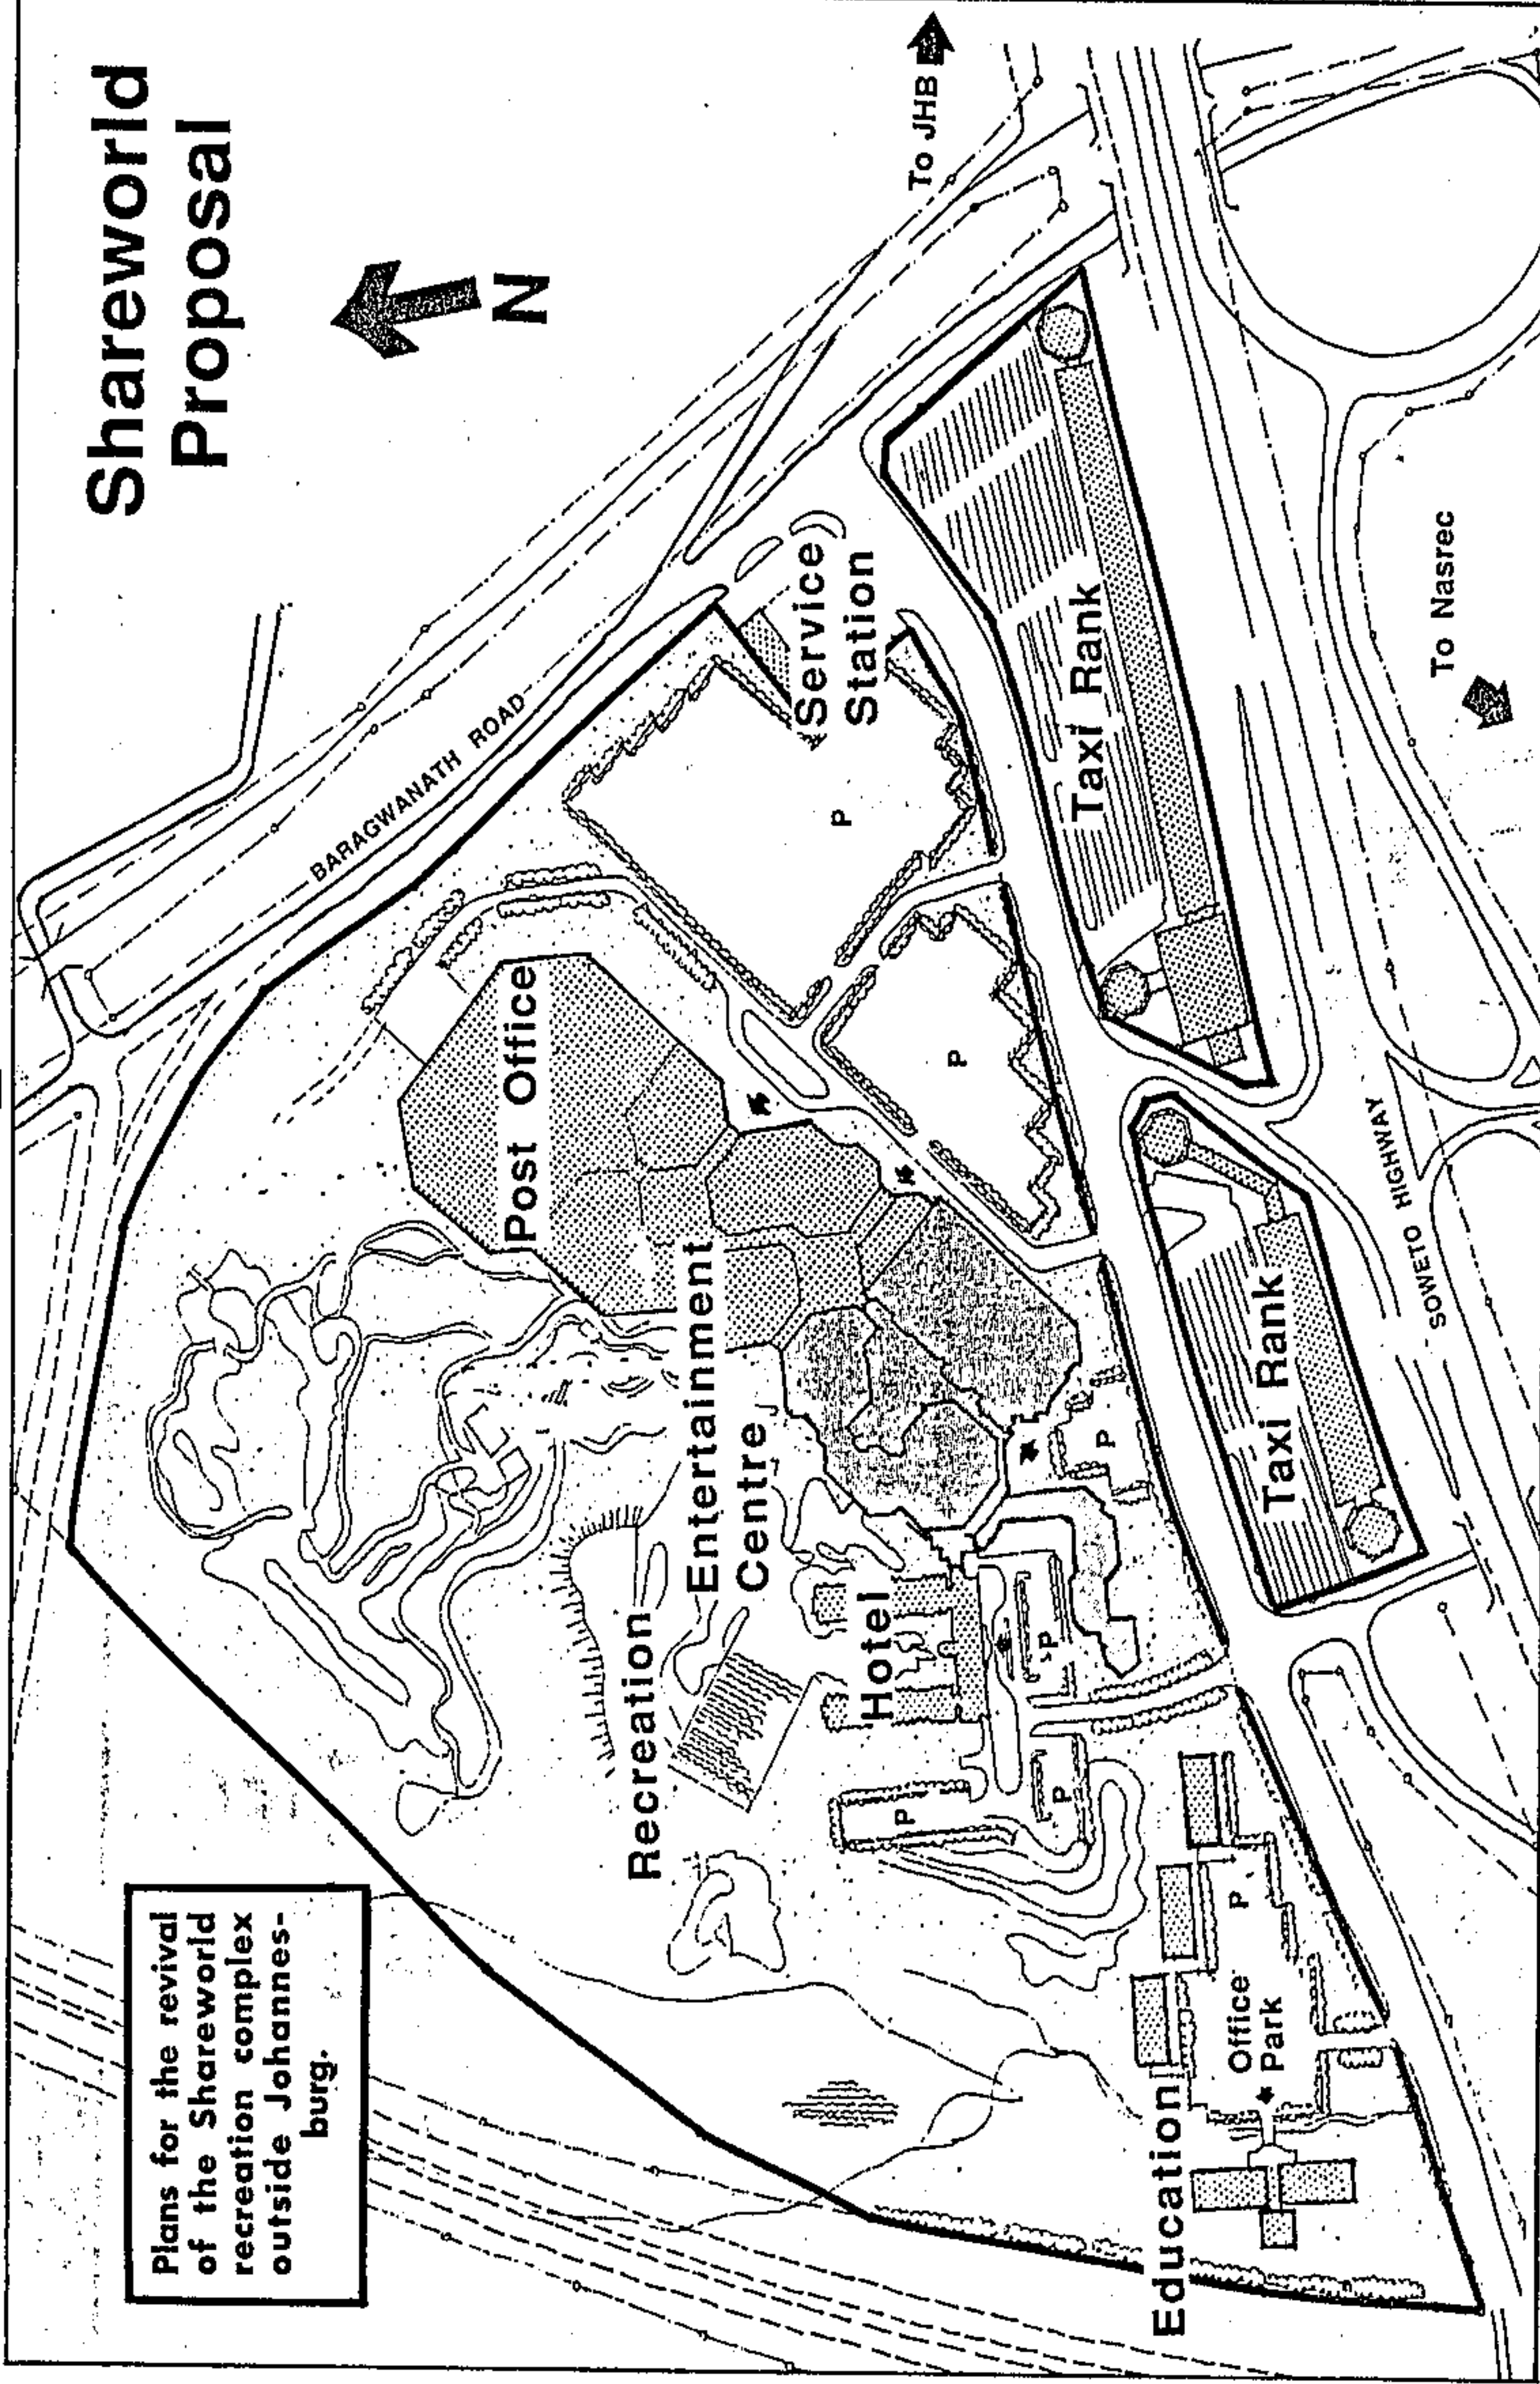 Shareworld
Proposal
N
To JHB
BARAGWANATH ROAD
Service
Station
Post Office
P
Taxi Rank
P
To Nasrec
Entertainment
Centre
Recreation
Hotel
P
P
P
P
Taxi Rank
SOWETO HIGHWAY
Plans for the revival
of the Shareworld
recreation complex
outside Johannes-
burg.
Education
Office
Park
P